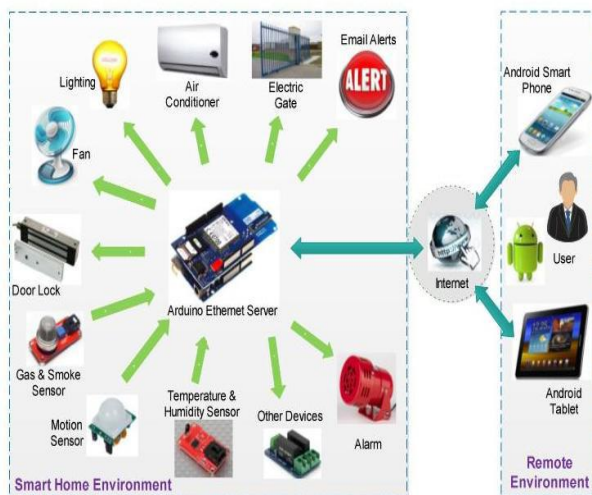 Lighting
Air
Conditioner
Electric
Gate
Email Alerts
ALERT
Fan
Door Lock
Arduino Ethernet Server
Gas & Smoke
Sensor
Motion
Sensor
Temperature &
Humidity Sensor
Other Devices
Alarm
Smart Home Environment
http
Internet
Android Smart
Phone
User
Android
Tablet
Remote
Environment